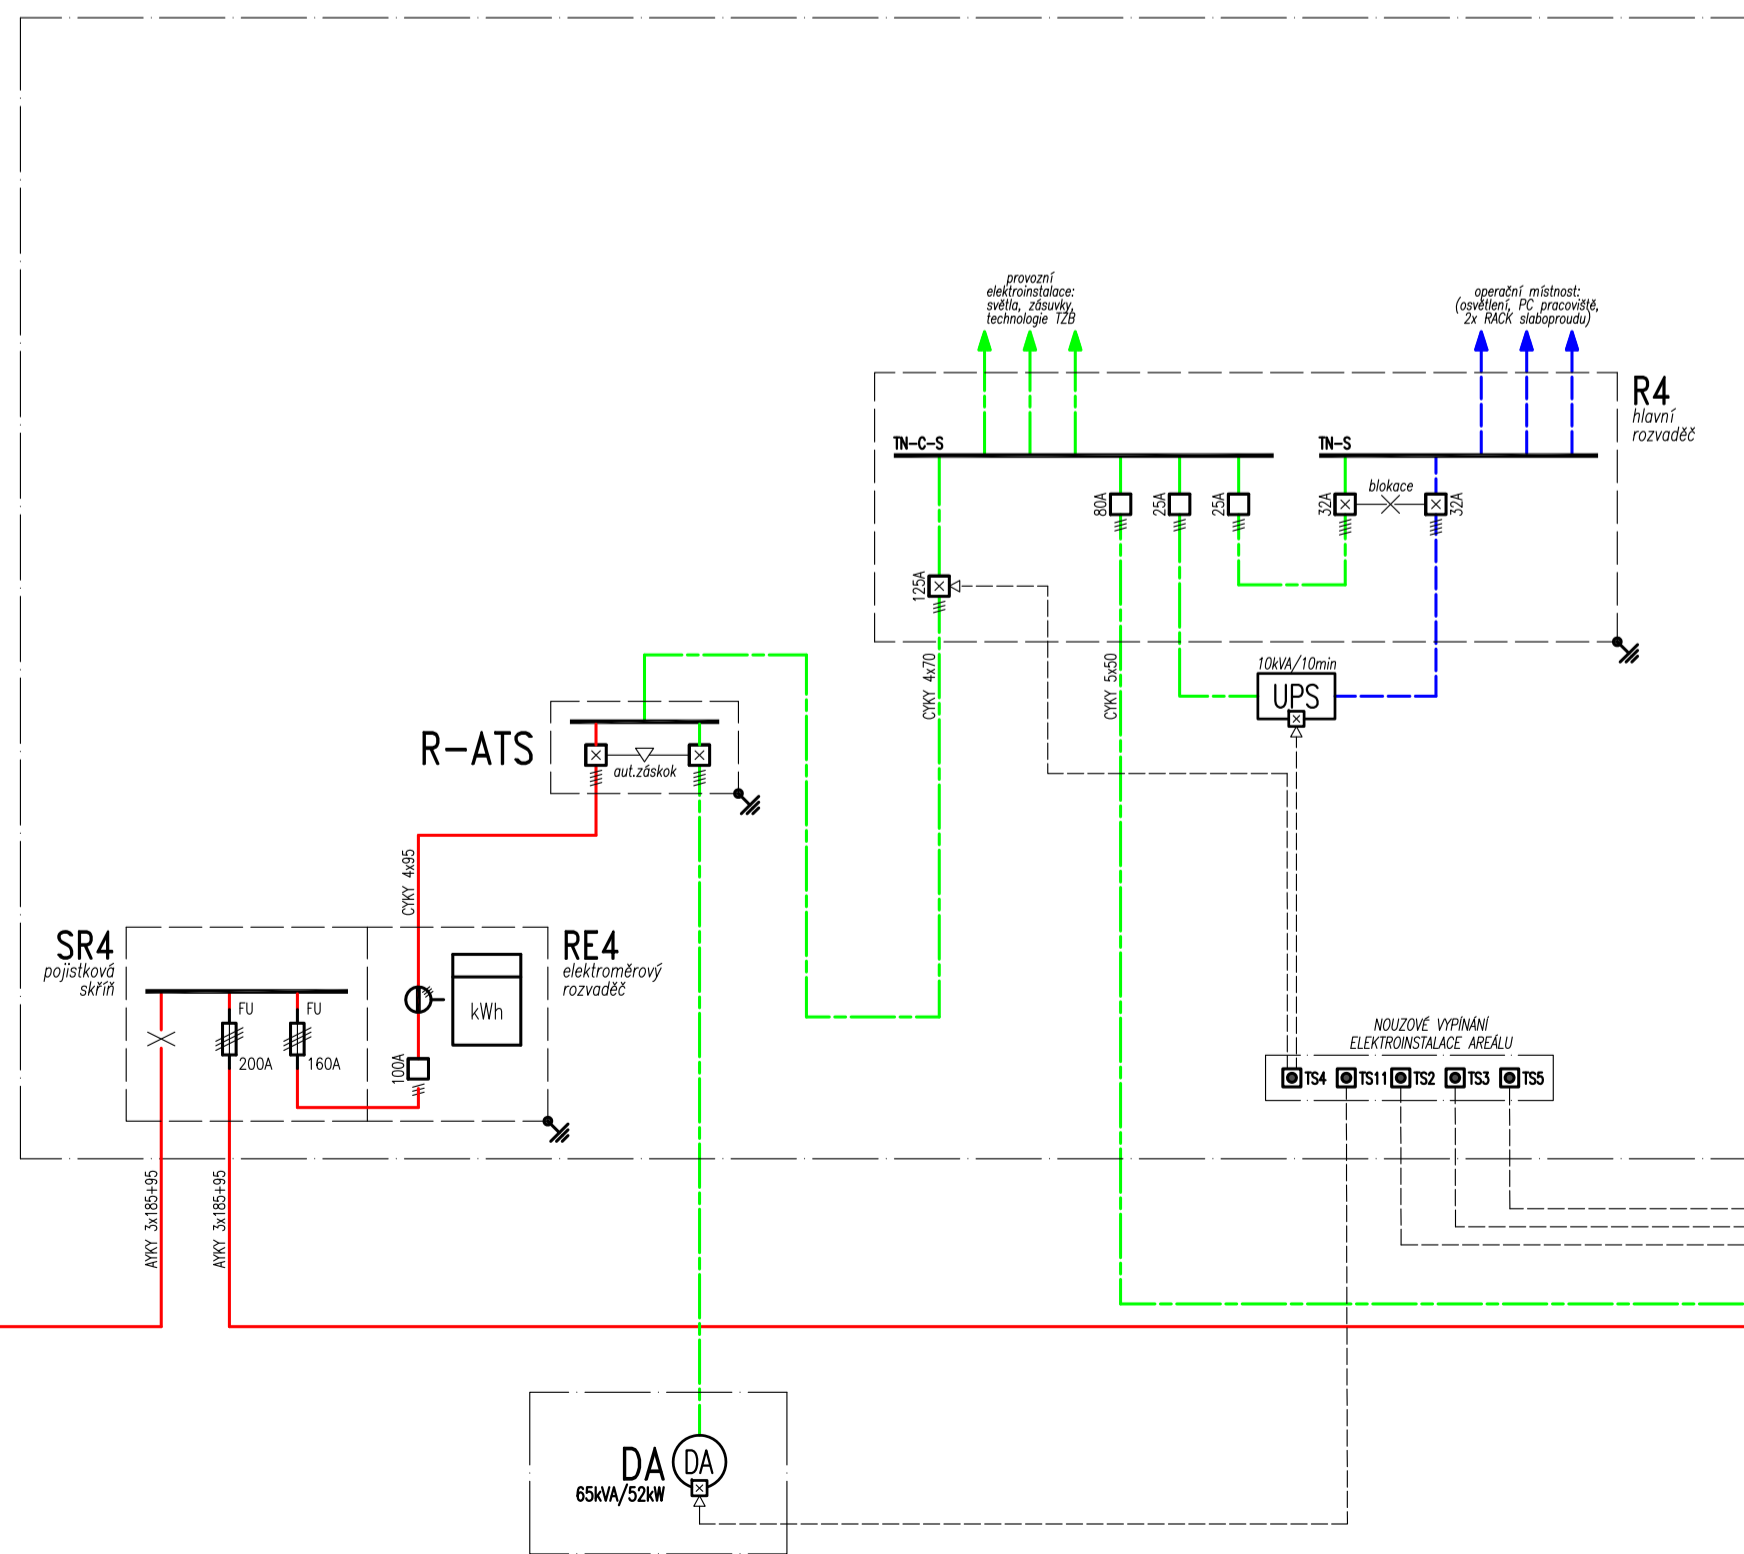 provozní
elektroinstalace:
světla, zásuvky,
technologie TZB
operační místnost:
(osvětlení, PC pracoviště,
2x RACK slaboproudu)
R4
hlavní
rozvaděč
TN-C-S
TN-S
80A
25A
25A
32A
blokace
32A
125A
CYKY 4x70
CYKY 5x50
10kVA/10min
UPS
R-ATS
aut.záskok
CYKY 4x95
SR4
pojistková
skříň
RE4
elektroměrový
rozvaděč
FU
FU
200A
160A
kWh
100A
NOUZOVÉ VYPÍNÁNÍ
ELEKTROINSTALACE AREÁLU
TS4
TS11
TS2
TS3
TS5
AYKY 3x185+95
AYKY 3x185+95
DA
DA
65kVA/52kW